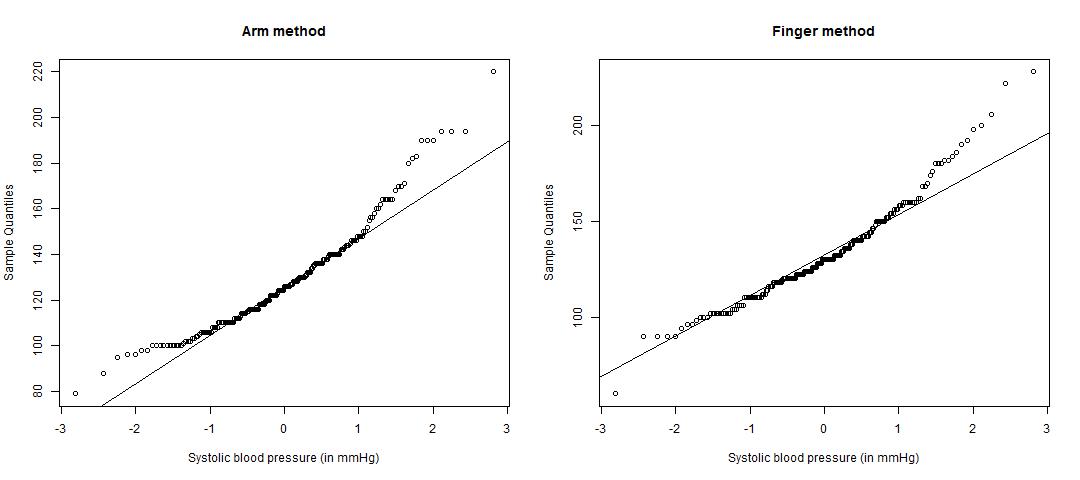 Arm method
Sample Quantiles
220
200
180
160
140
120
100
80
-3 -2 -1 0 1 2 3
Systolic blood pressure (in mmHg)
Finger method
Sample Quantiles
200
150
100
-3 -2 -1 0 1 2 3
Systolic blood pressure (in mmHg)